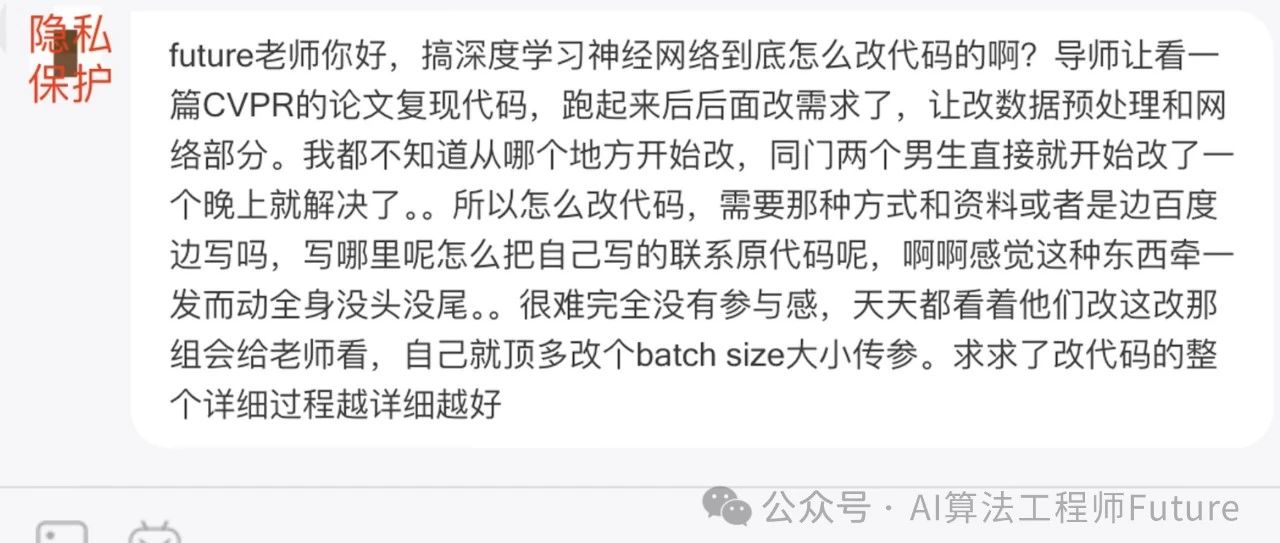 隐私
保护
future老师你好，搞深度学习神经网络到底怎么改代码的啊？导师让看一
篇CVPR的论文复现代码，跑起来后后面改需求了，让改数据预处理和网
络部分。我都不知道从哪个地方开始改，同门两个男生直接就开始改了一
个晚上就解决了。。所以怎么改代码，需要那种方式和资料或者是边百度
边写吗，写哪里呢怎么把自己写的联系原代码呢，啊啊感觉这种东西牵一
发而动全身没头没尾。。很难完全没有参与感，天天都看着他们改这改那
组会给老师看，自己就顶多改个batch size大小传参。求求了改代码的整
个详细过程越详细越好
公众号 · AI算法工程师Future